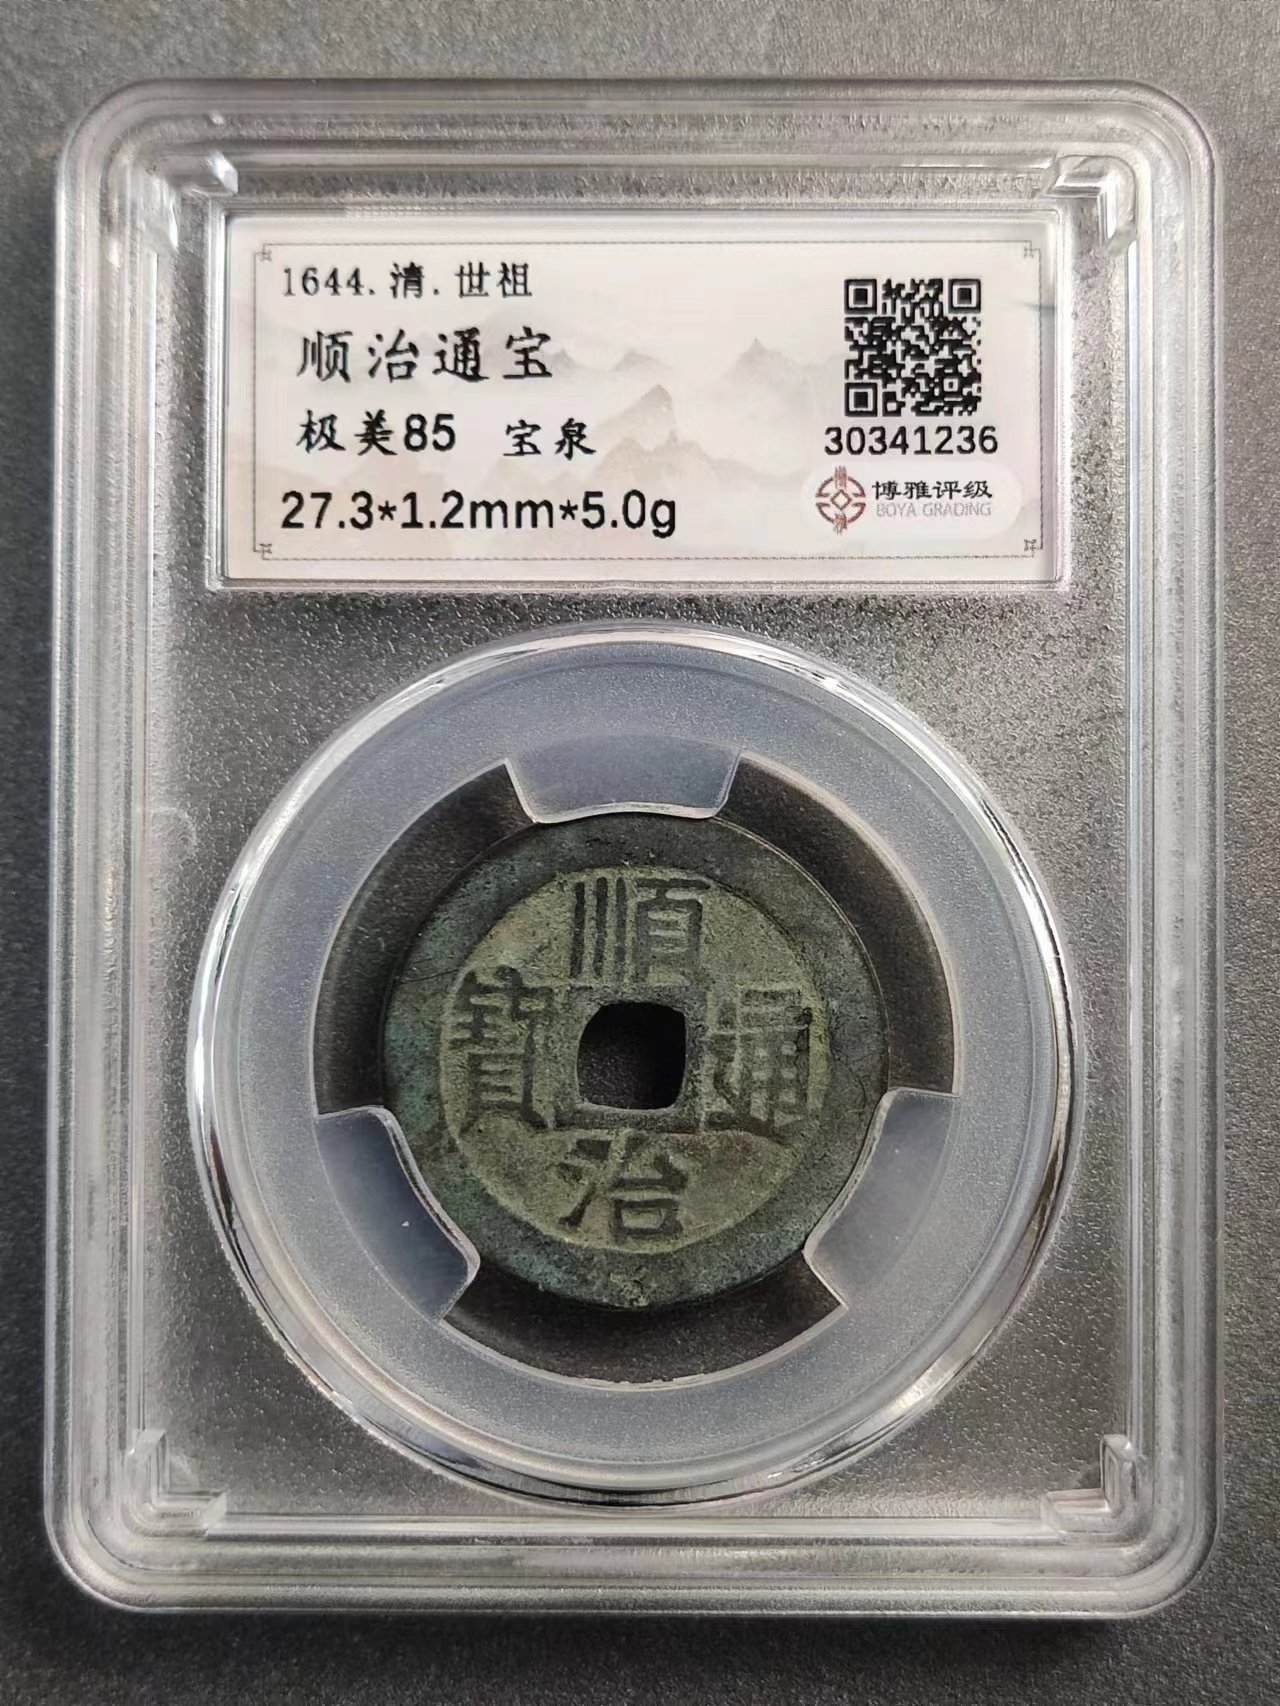 1644.清.世祖
顺治通宝
极美85 宝泉
27.3*1.2mm*5.0g
30341236
博雅评级
BOYA GRADING
順
寶 通
治